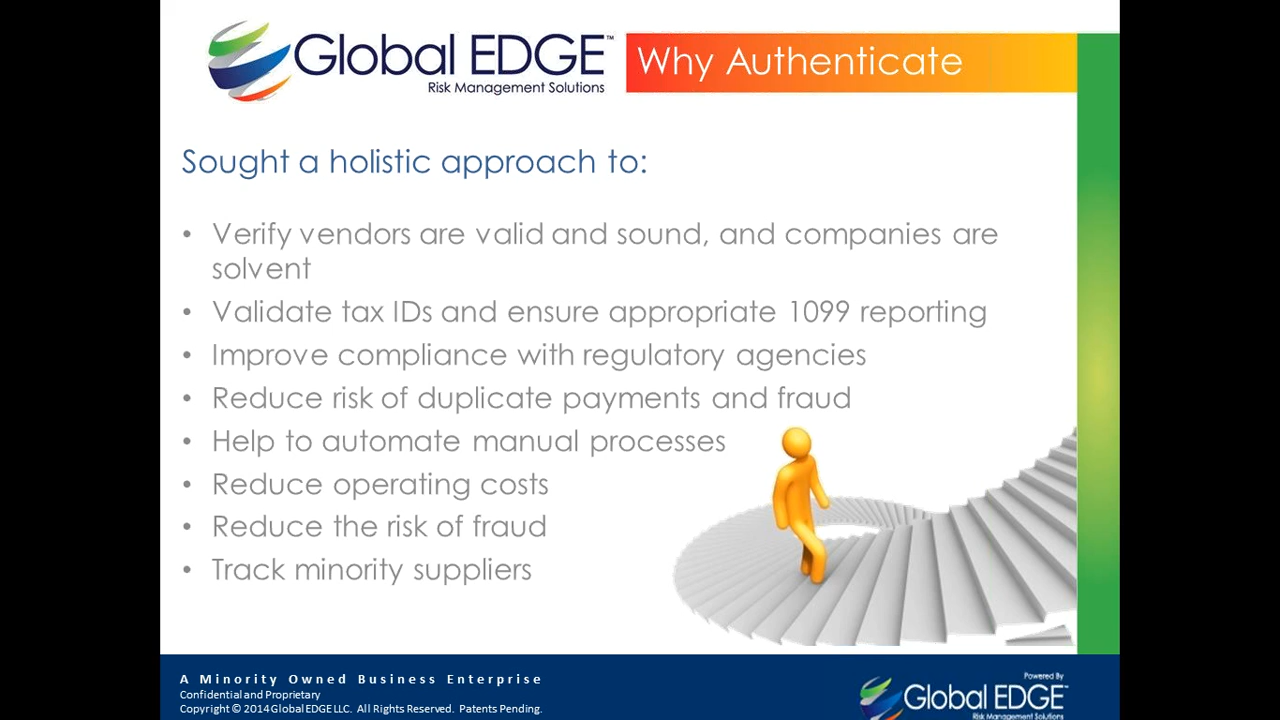 Global EDGE™
Risk Management Solutions
Why Authenticate
Sought a holistic approach to:
• Verify vendors are valid and sound, and companies are
solvent
• Validate tax IDs and ensure appropriate 1099 reporting
• Improve compliance with regulatory agencies
• Reduce risk of duplicate payments and fraud
• Help to automate manual processes
• Reduce operating costs
• Reduce the risk of fraud
• Track minority suppliers
A Minority Owned Business Enterprise
Confidential and Proprietary
Copyright © 2014 Global EDGE LLC. All Rights Reserved. Patents Pending.
Powered By
Global EDGE™
Risk Management Solutions